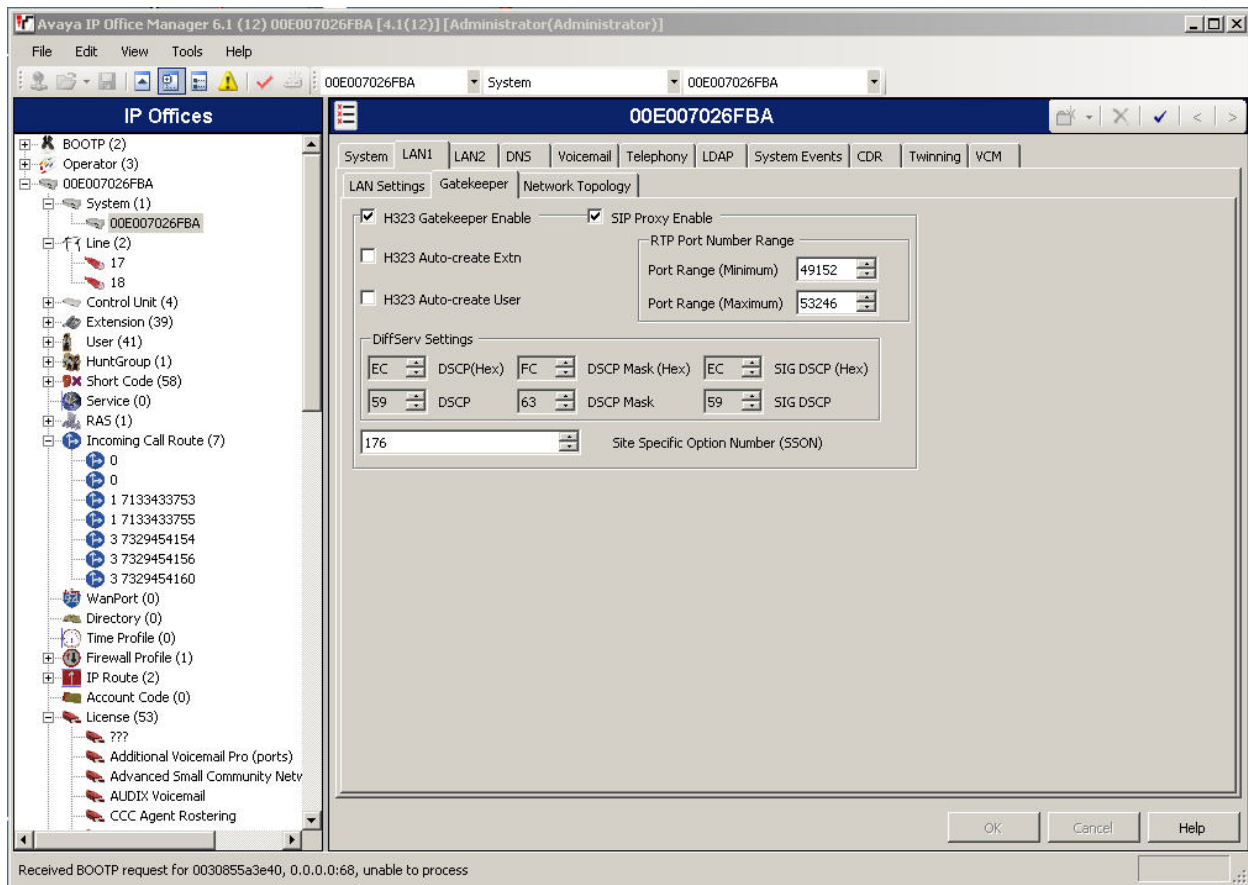 Avaya IP Office Manager 6.1 (12) 00E007026FBA [4.1(12)] [Administrator(Administrator)]
File Edit View Tools Help
00E007026FBA System 00E007026FBA
IP Offices
BOOTP (2)
Operator (3)
00E007026FBA
System (1)
00E007026FBA
Line (2)
17
18
Control Unit (4)
Extension (39)
User (41)
HuntGroup (1)
Short Code (58)
Service (0)
RAS (1)
Incoming Call Route (7)
0
0
1 7133433753
1 7133433755
3 7329454154
3 7329454156
3 7329454160
WanPort (0)
Directory (0)
Time Profile (0)
Firewall Profile (1)
IP Route (2)
Account Code (0)
License (53)
???
Additional Voicemail Pro (ports)
Advanced Small Community Netw
AUDIX Voicemail
CCC Agent Rostering
00E007026FBA
System LAN1 LAN2 DNS Voicemail Telephony LDAP System Events CDR Twinning VCM
LAN Settings Gatekeeper Network Topology
H323 Gatekeeper Enable SIP Proxy Enable
H323 Auto-create Extn
H323 Auto-create User
RTP Port Number Range
Port Range (Minimum) 49152
Port Range (Maximum) 53246
DiffServ Settings
EC DSCP(Hex) FC DSCP Mask (Hex) EC SIG DSCP (Hex)
59 DSCP 63 DSCP Mask 59 SIG DSCP
176 Site Specific Option Number (SSON)
OK Cancel Help
Received BOOTP request for 0030855a3e40, 0.0.0.0:68, unable to process